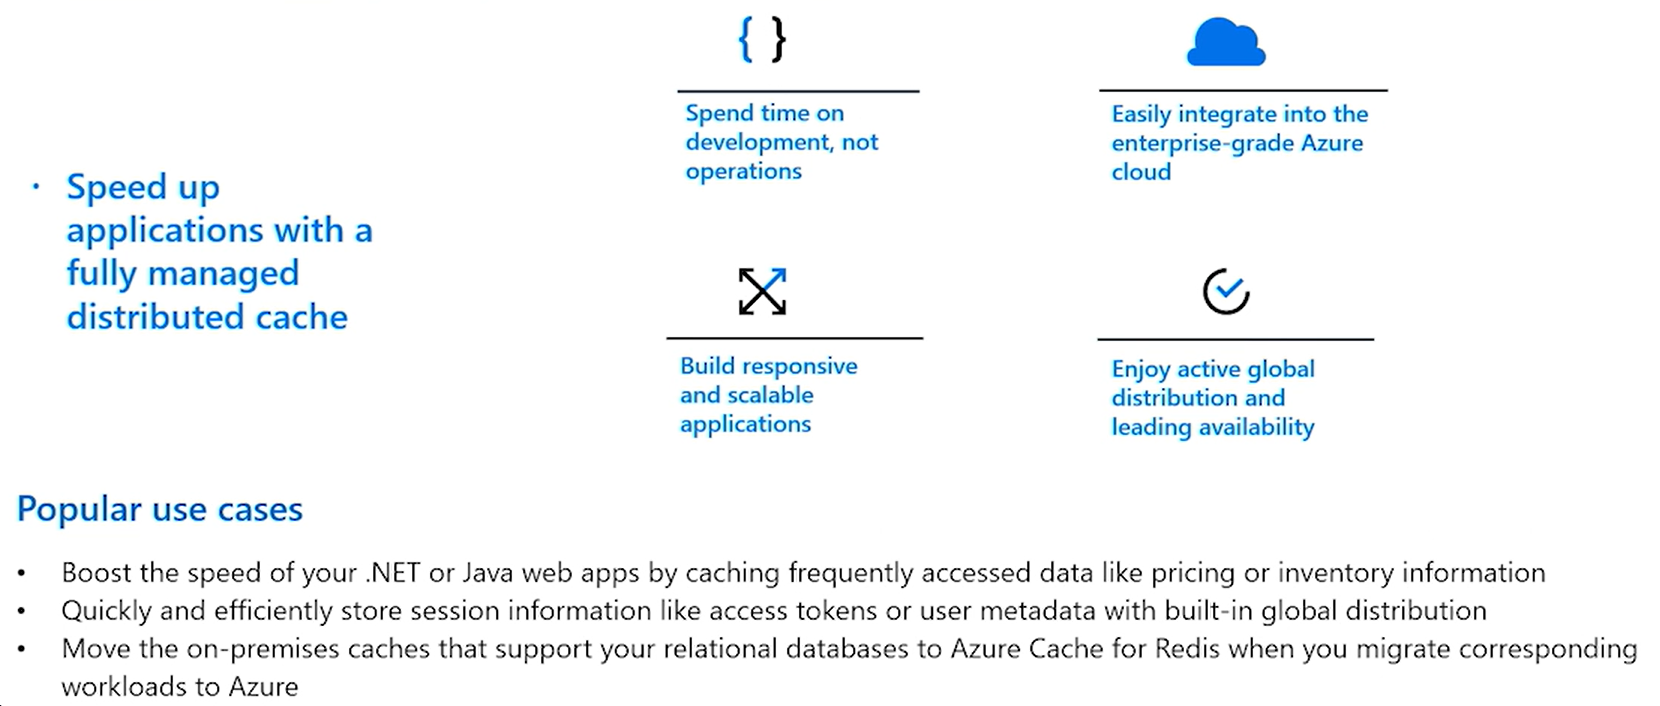 • Speed up
applications with a
fully managed
distributed cache
{ }
Spend time on
development, not
operations
Easily integrate into the
enterprise-grade Azure
cloud
Build responsive
and scalable
applications
Enjoy active global
distribution and
leading availability
Popular use cases
• Boost the speed of your .NET or Java web apps by caching frequently accessed data like pricing or inventory information
• Quickly and efficiently store session information like access tokens or user metadata with built-in global distribution
• Move the on-premises caches that support your relational databases to Azure Cache for Redis when you migrate corresponding
workloads to Azure